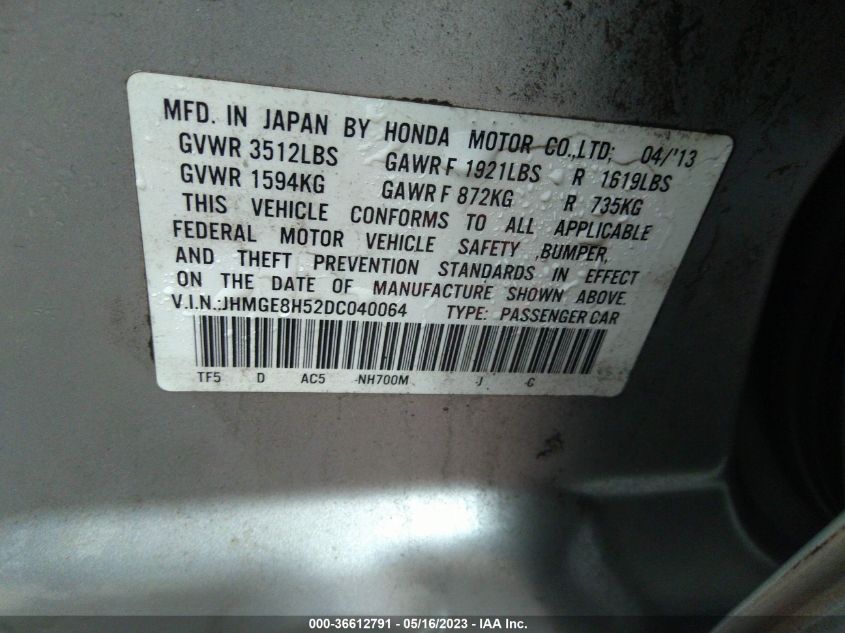 MFD. IN JAPAN BY HONDA MOTOR CO.,LTD; 04/'13
GVWR 3512LBS GAWR F 1921LBS R 1619LBS
GVWR 1594KG GAWR F 872KG R 735KG
THIS VEHICLE CONFORMS TO ALL APPLICABLE
FEDERAL MOTOR VEHICLE SAFETY ,BUMPER,
AND THEFT PREVENTION STANDARDS IN EFFECT
ON THE DATE OF MANUFACTURE SHOWN ABOVE.
V.I.N.:JHMGE8H52DC040064 TYPE: PASSENGER CAR
TF5 D AC5 -NH700M -J -C
000-36612791 - 05/16/2023 - IAA Inc.